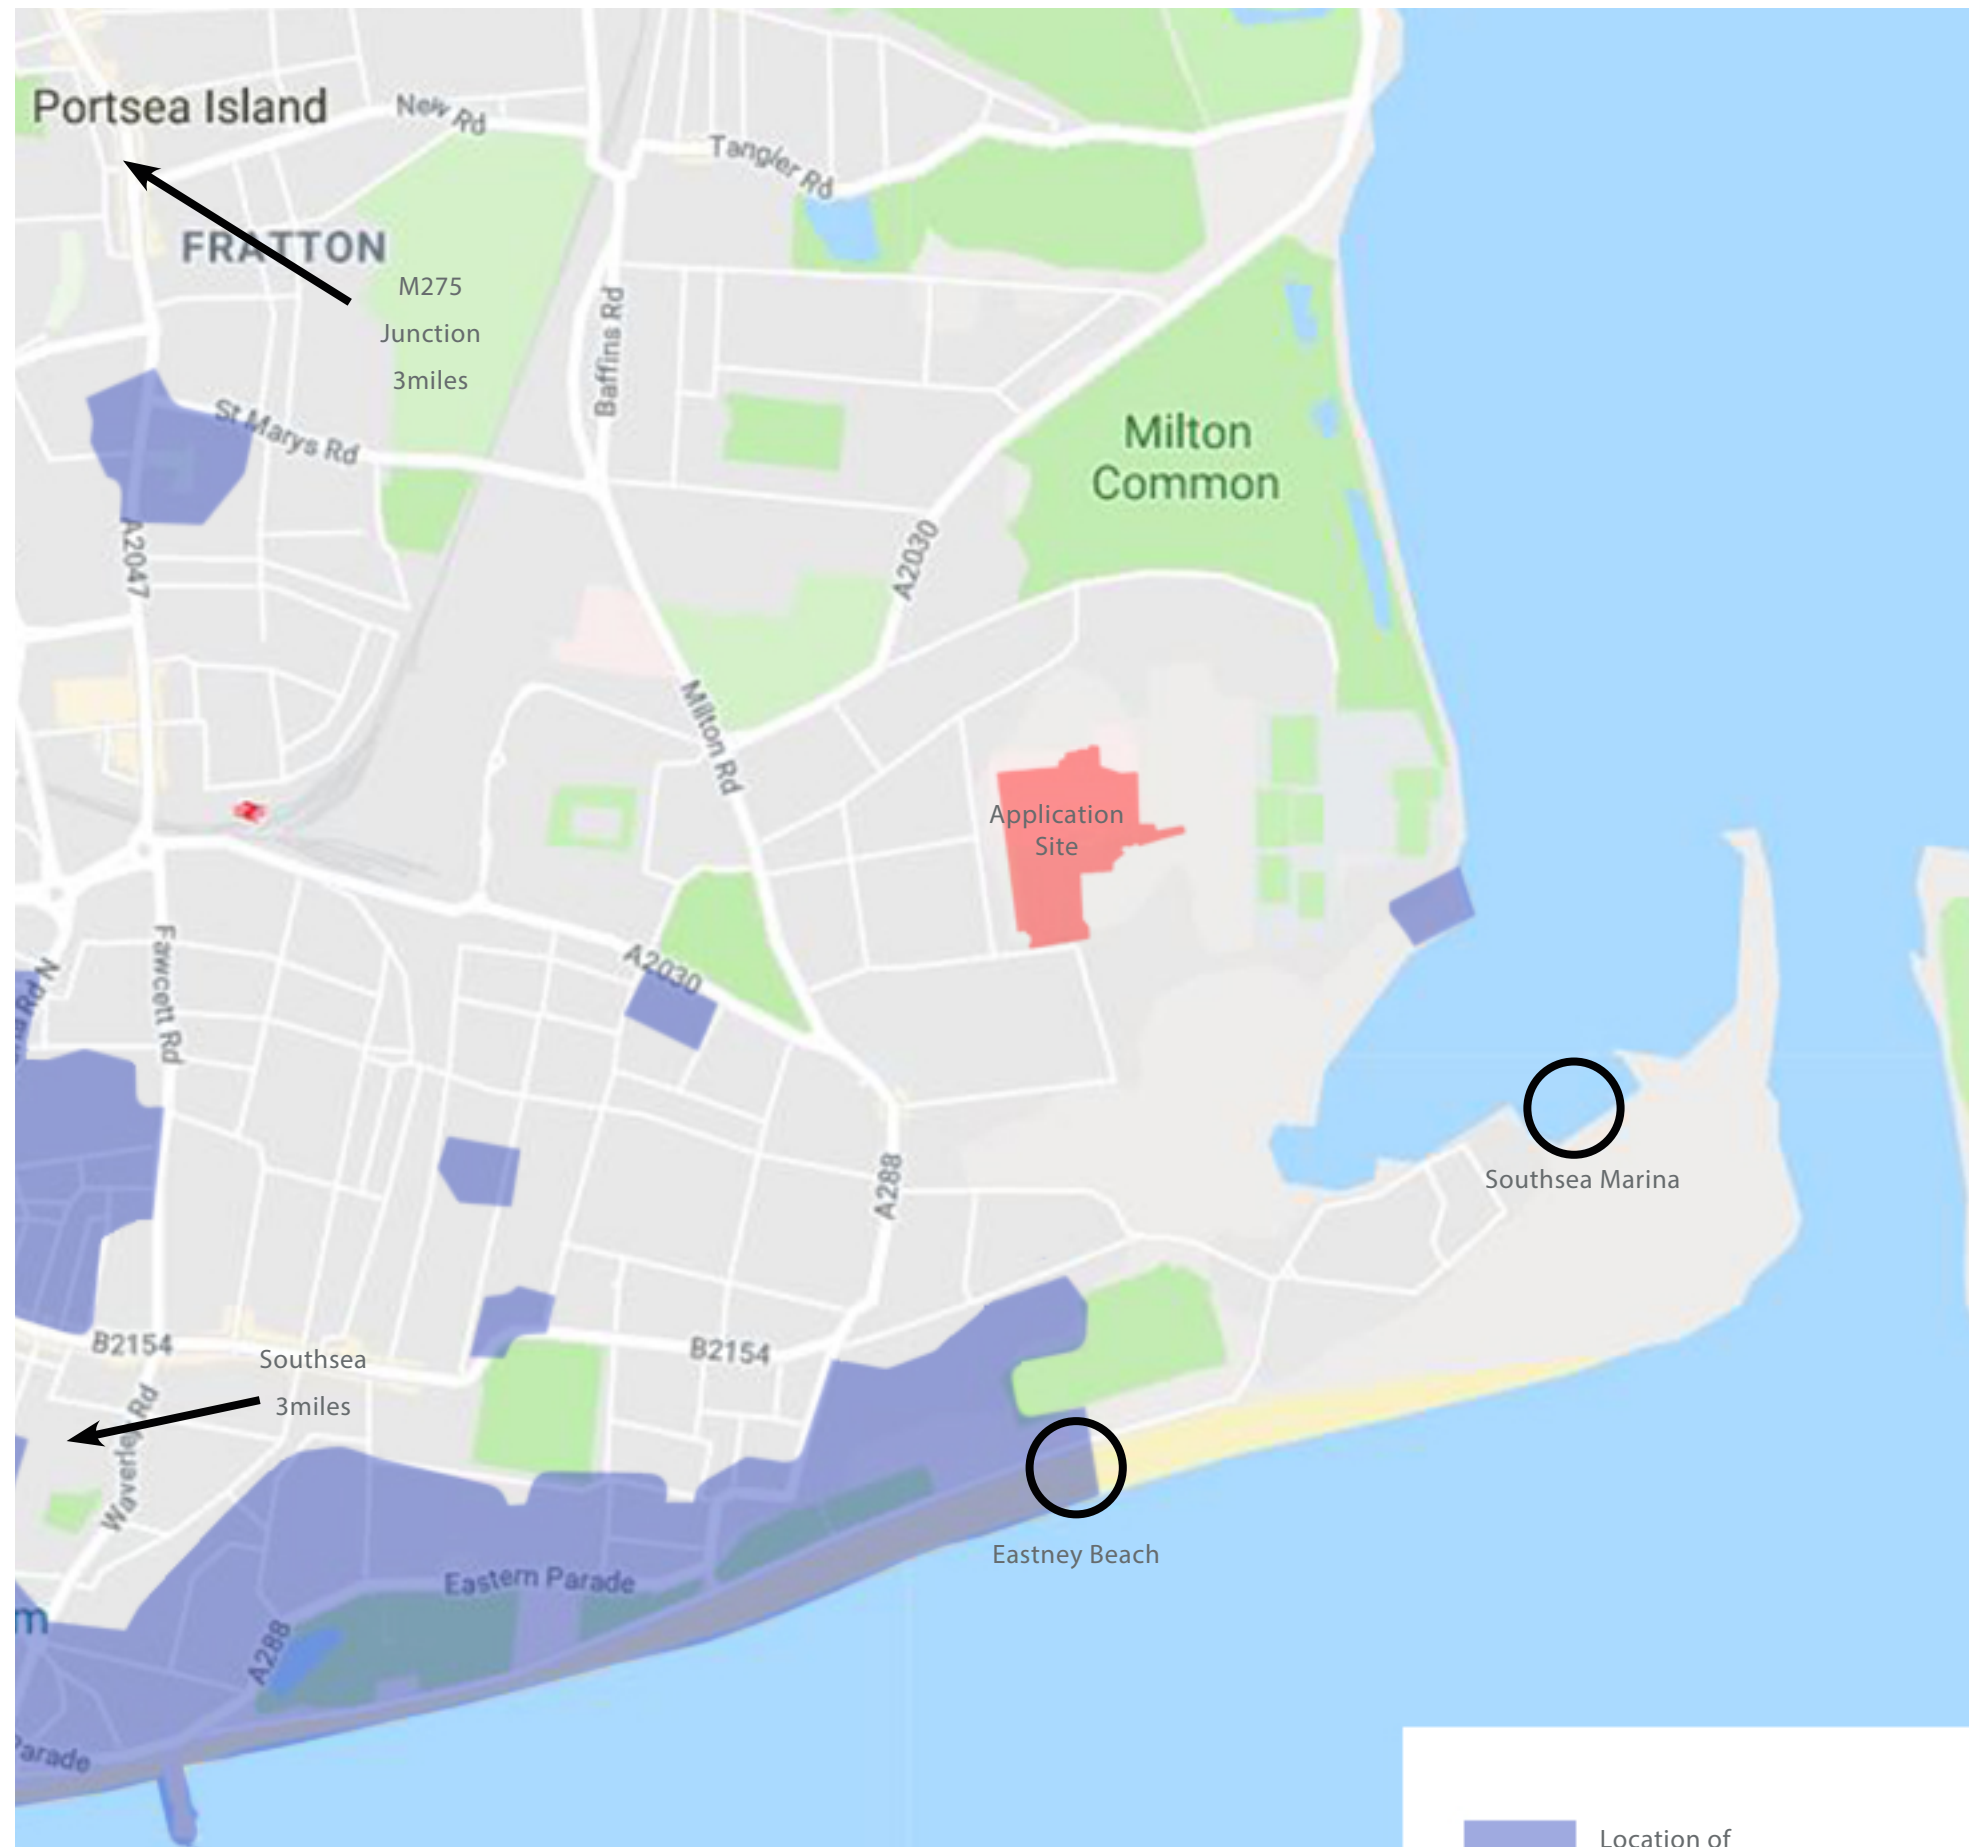 Portsea Island
New Rd
Tangier Rd
FRATTON
M275
Junction
3miles
Baffins Rd
St Marys Rd
Milton
Common
A2047
A2030
Milton Rd
Application
Site
Fawcett Rd
A2030
Rd N
A288
Southsea Marina
B2154
B2154
Southsea
3miles
Waverley Rd
Eastney Beach
Eastern Parade
m
A288
Parade
Location of